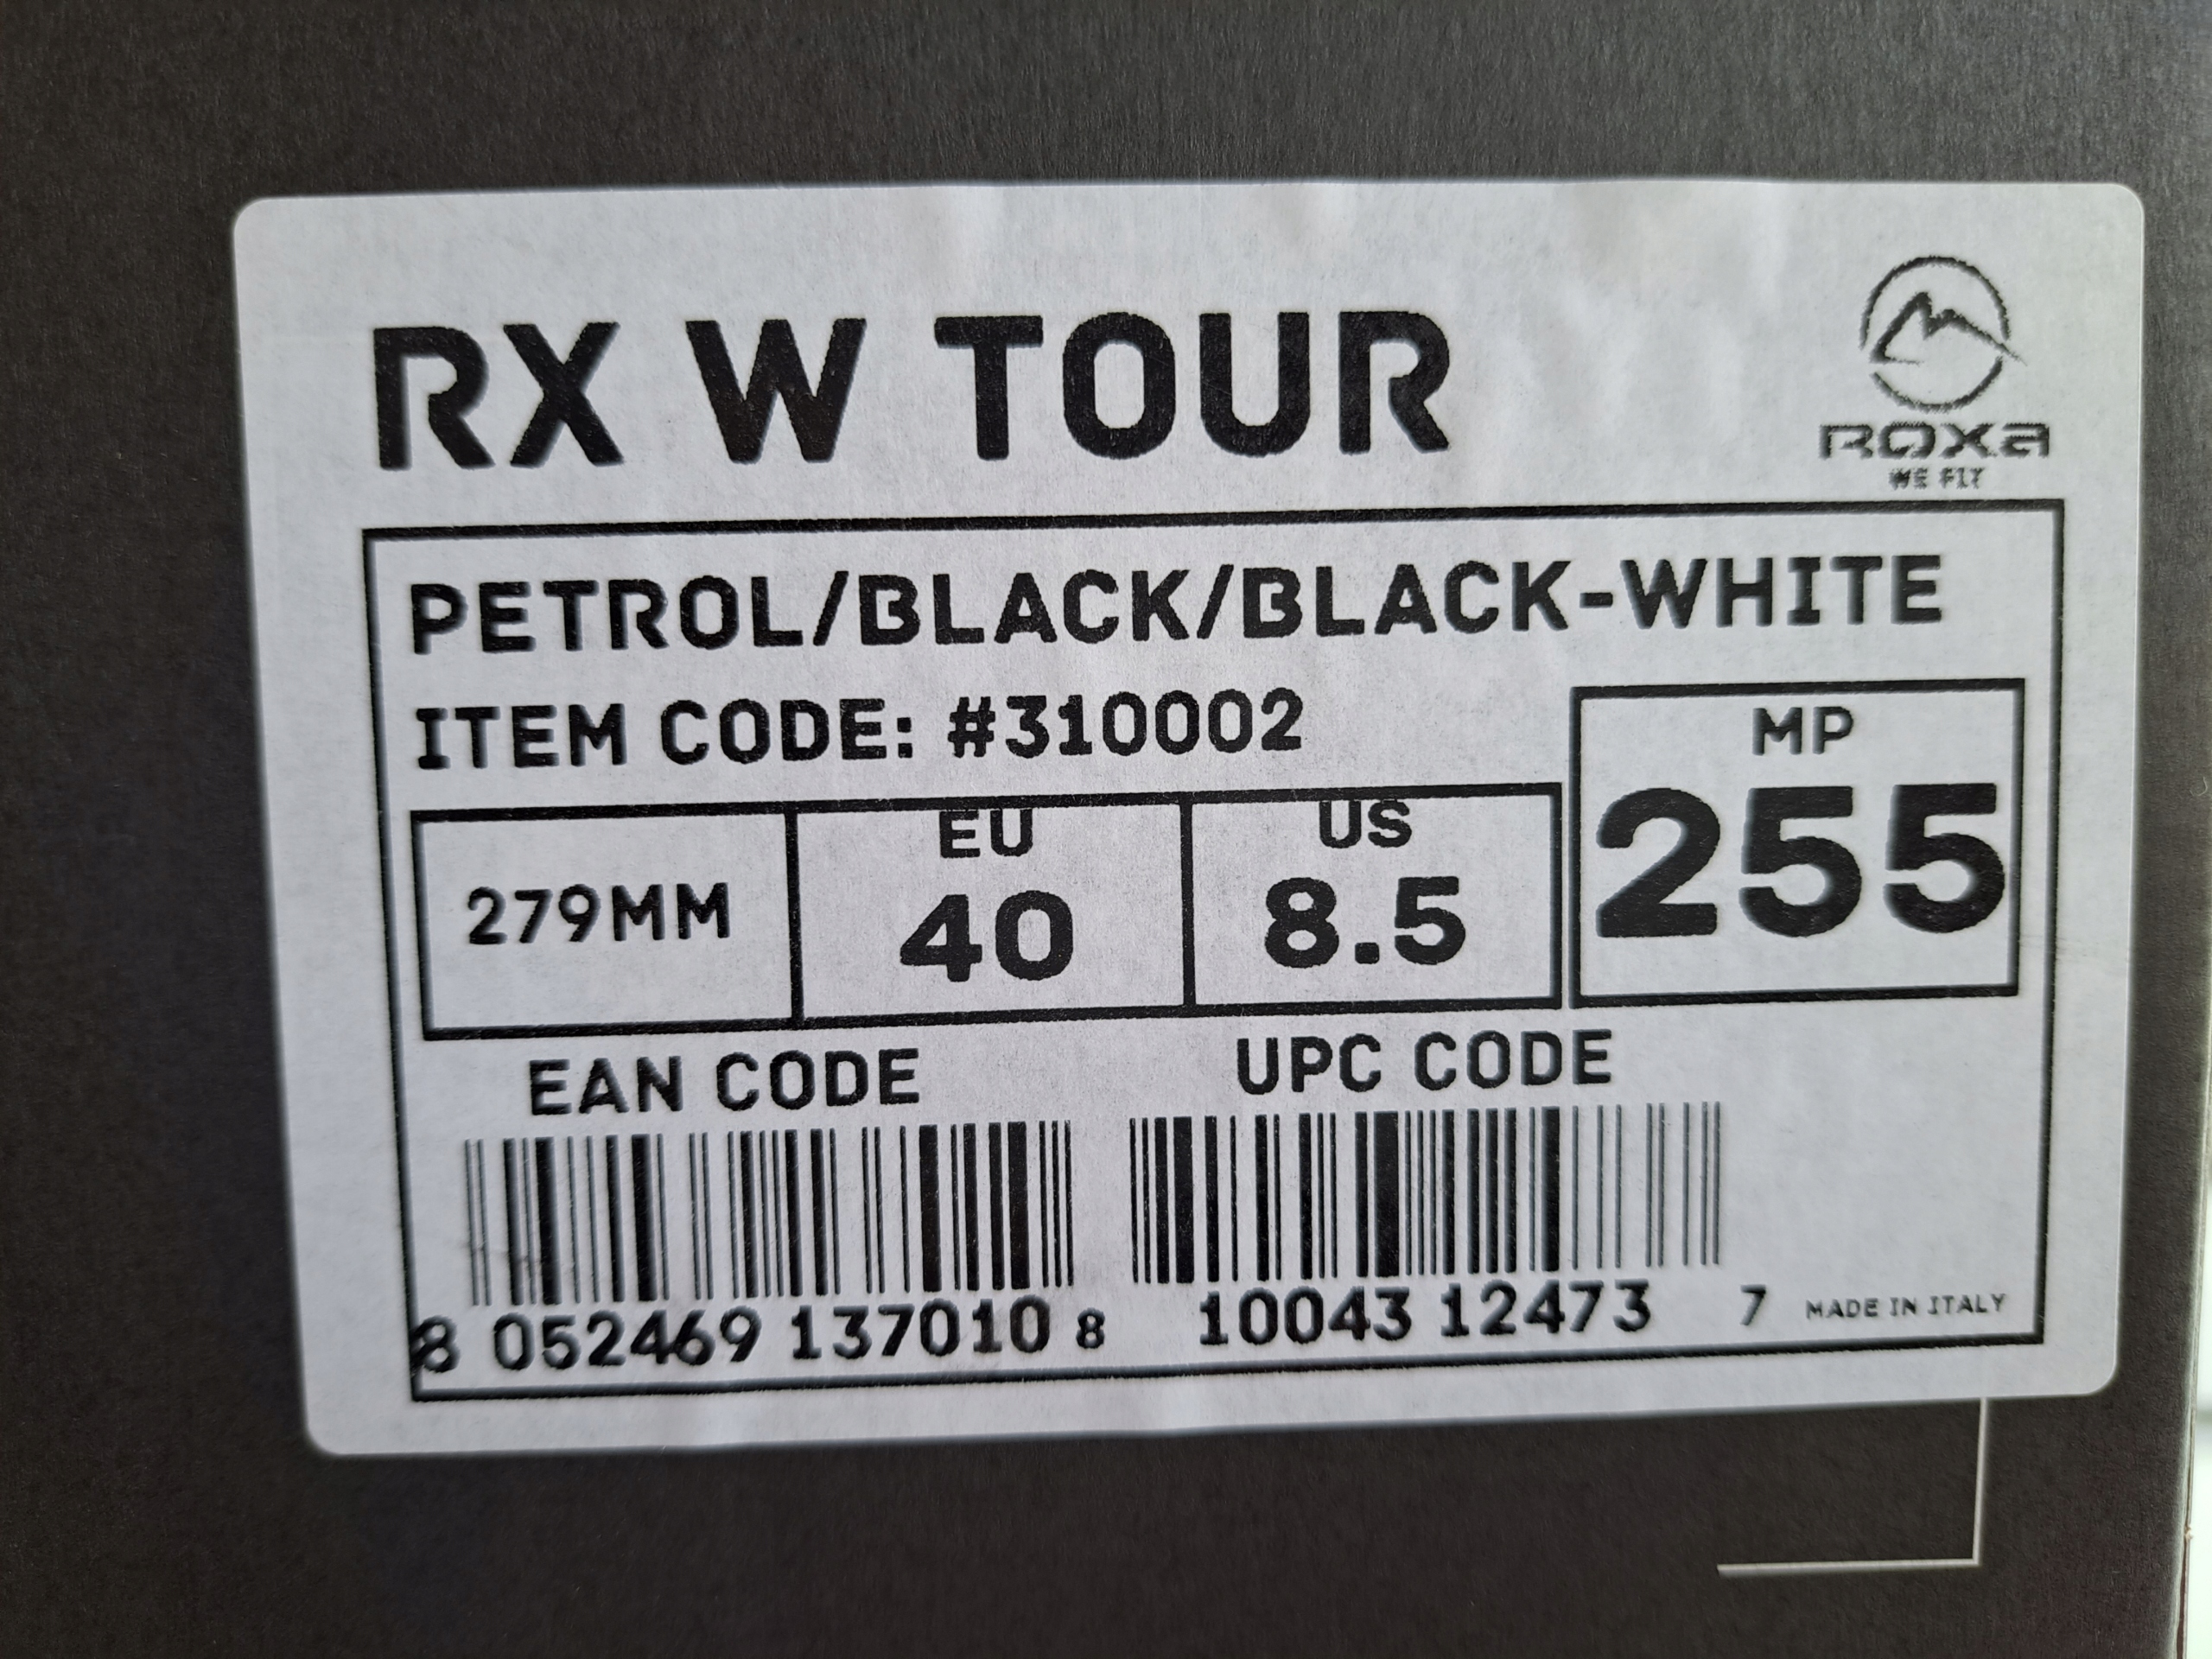 RX W TOUR
ROXA
WE FIT
PETROL/BLACK/BLACK-WHITE
ITEM CODE: #310002
MP
255
279MM
EU
40
US
8.5
EAN CODE
UPC CODE
8 052469 137010
8 10043 12473 7
MADE IN ITALY